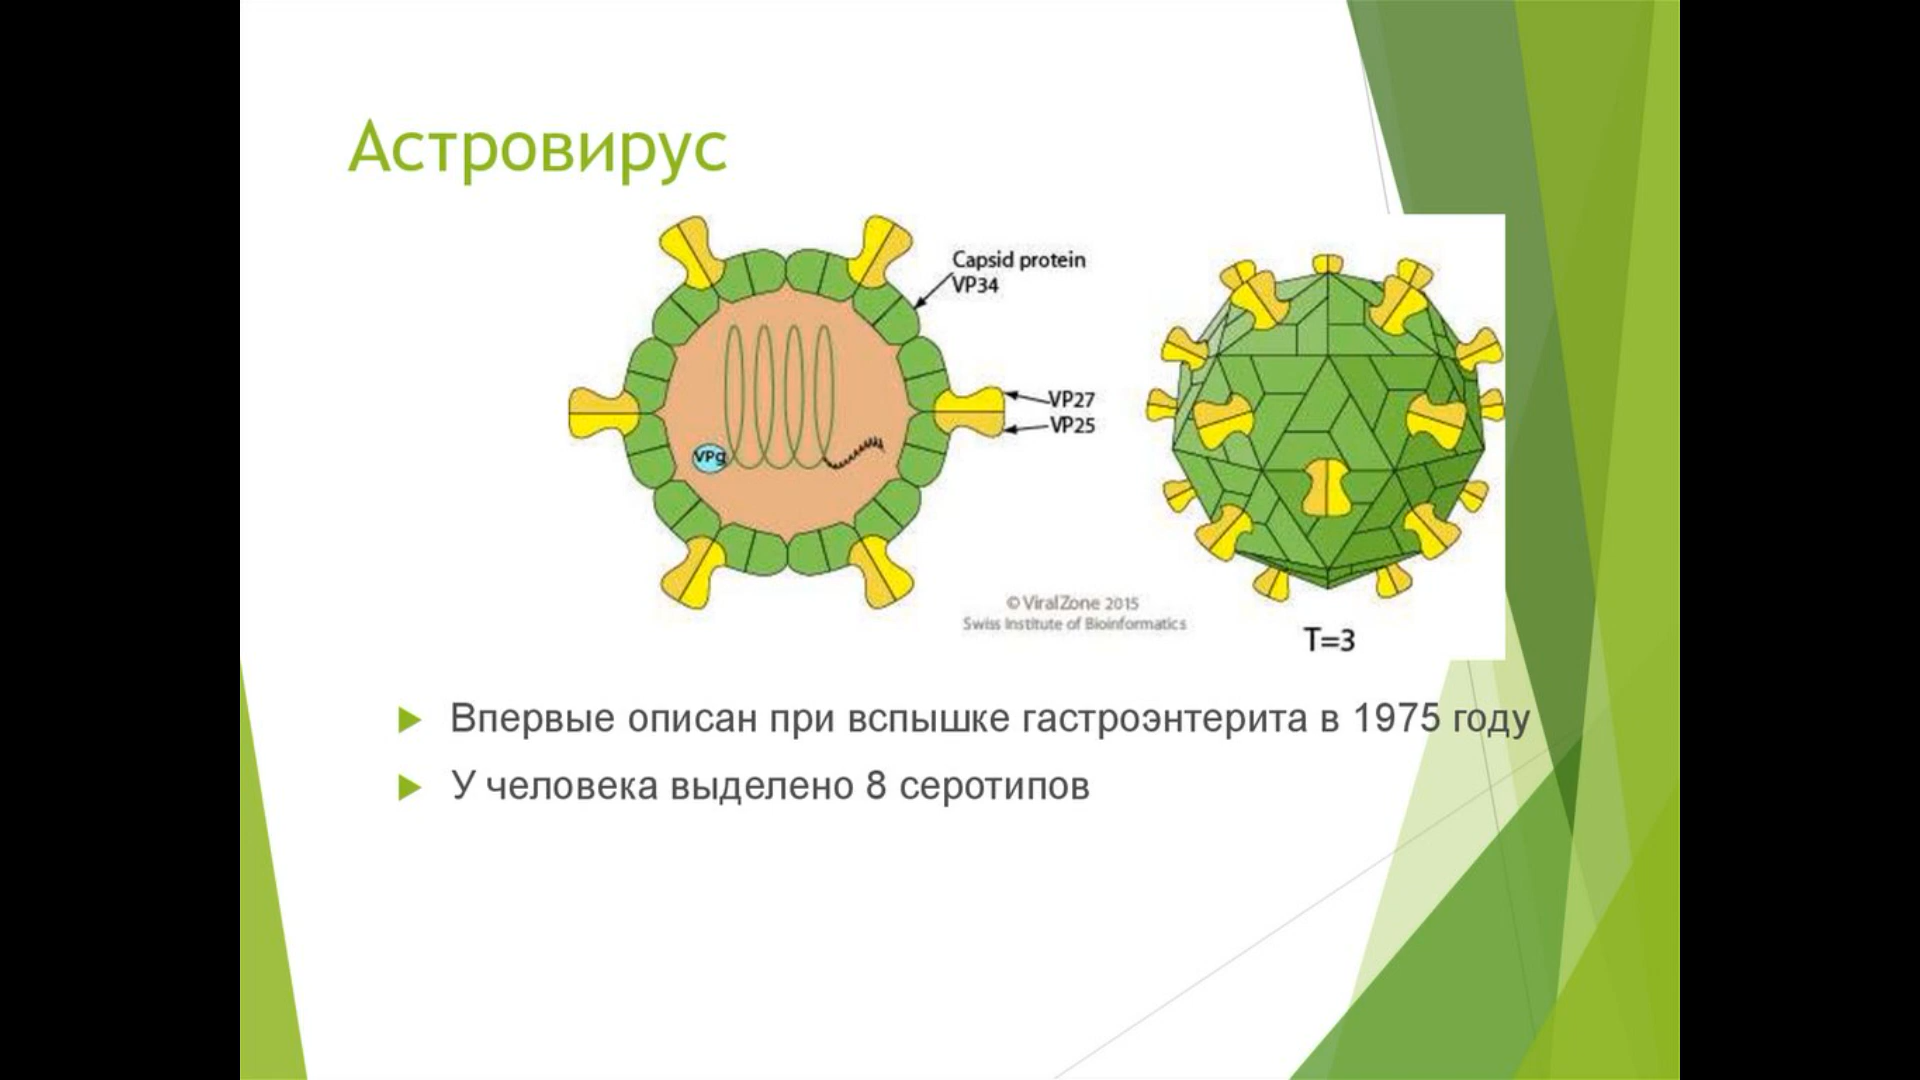 Астровирус
Capsid protein
VP34
VP27
VP25
VPg
© ViralZone 2015
Swiss Institute of Bioinformatics
T=3
Впервые описан при вспышке гастроэнтерита в 1975 году
У человека выделено 8 серотипов